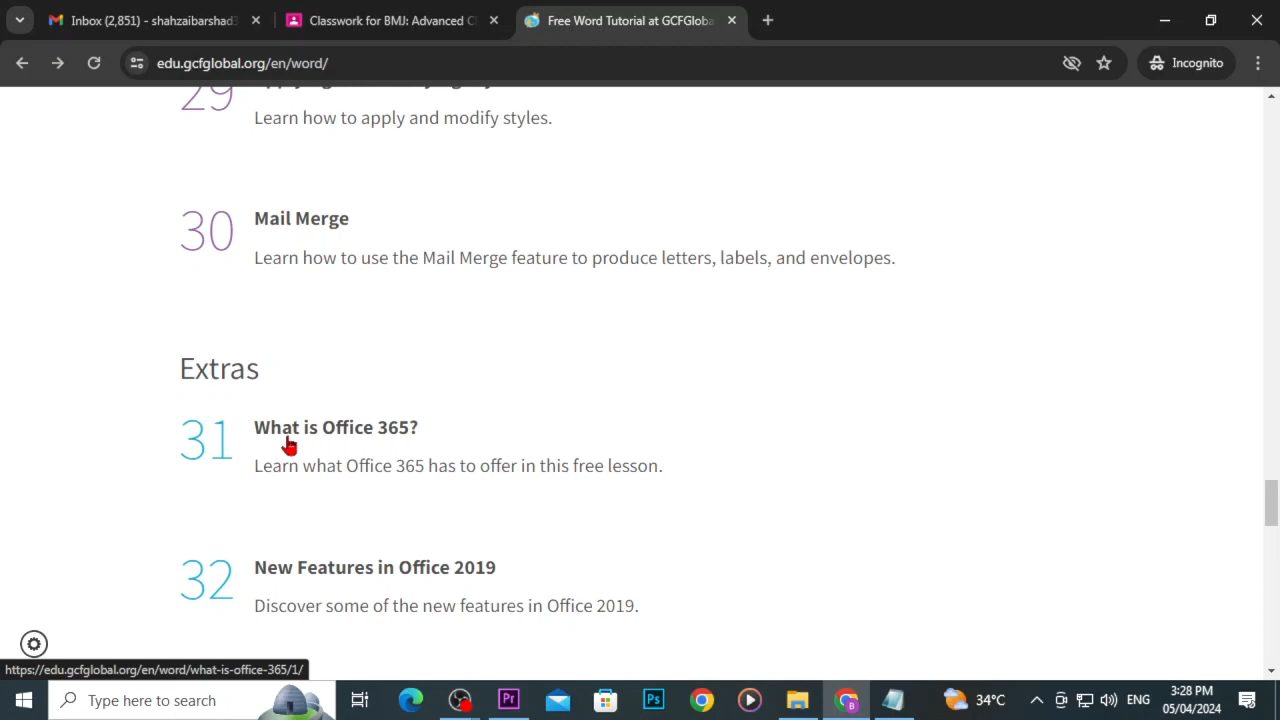 Inbox (2,851) - shahzaibarshad
Classwork for BMJ: Advanced C
Free Word Tutorial at GCFGloba
edu.gcfglobal.org/en/word/
Incognito
29
Learn how to apply and modify styles.
30
Mail Merge
Learn how to use the Mail Merge feature to produce letters, labels, and envelopes.
Extras
31
What is Office 365?
Learn what Office 365 has to offer in this free lesson.
32
New Features in Office 2019
Discover some of the new features in Office 2019.
https://edu.gcfglobal.org/en/word/what-is-office-365/1/
Type here to search
Pr
Ps
B
34°C
ENG
3:28 PM
05/04/2024